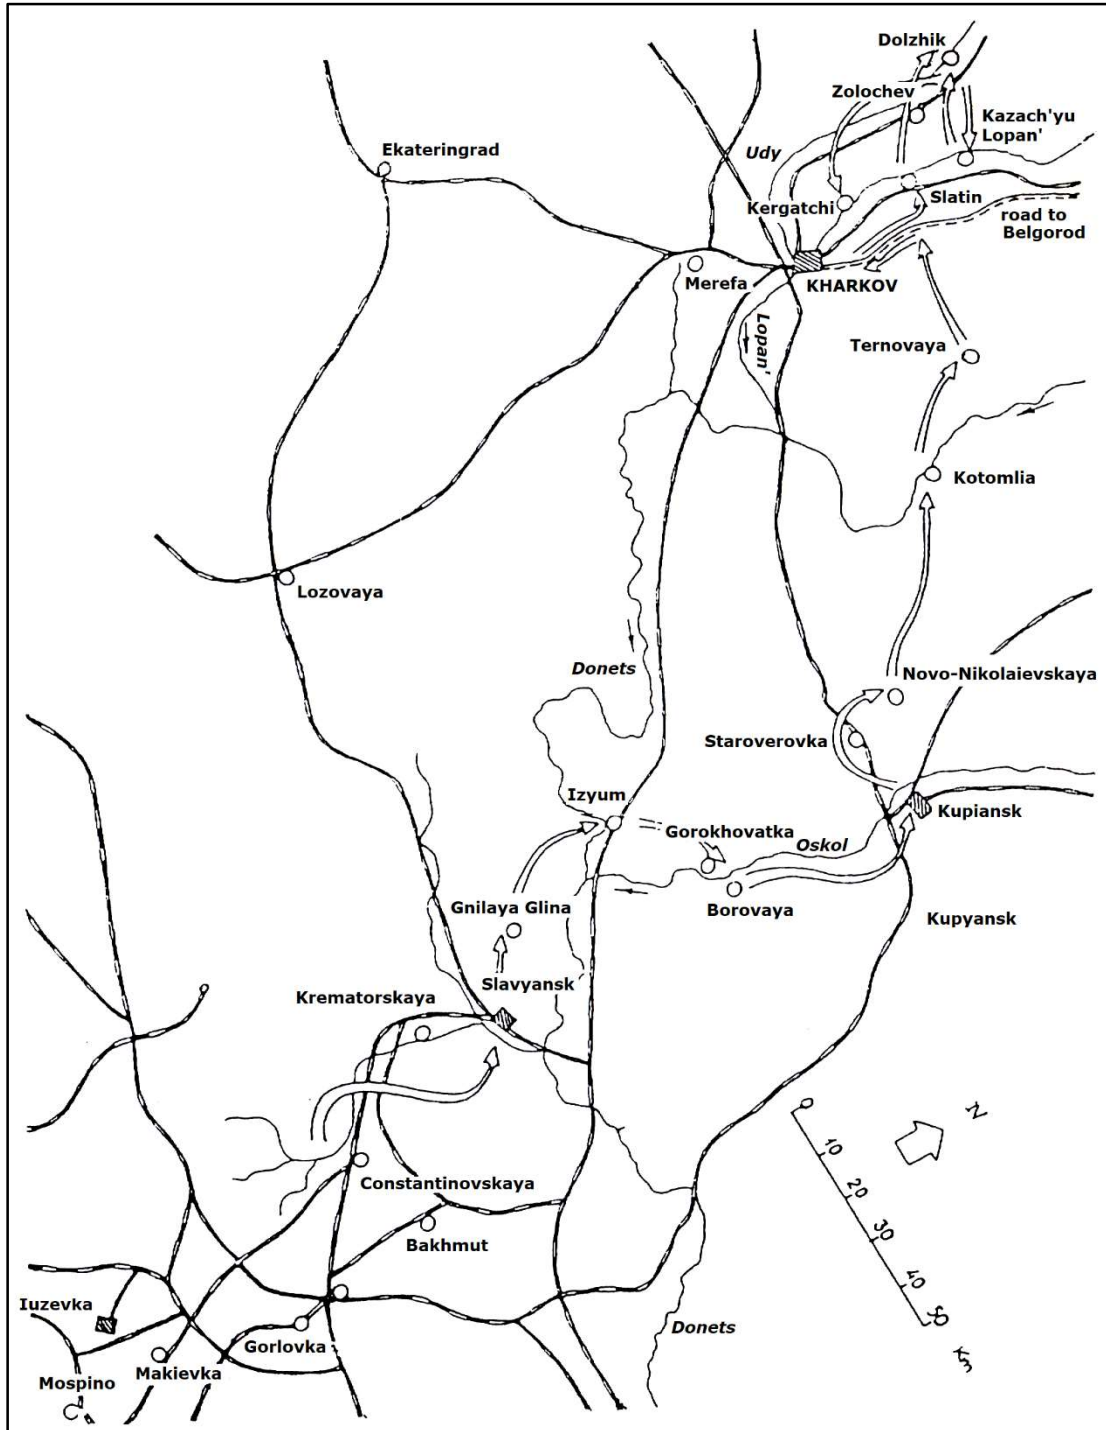 Dolzhik
Zolochev
Kazach'yu
Lopan'
Ekateringrad
Udy
Kergatchi
Slatin
road to
Belgorod
Merefa
KHARKOV
Lopan'
Ternovaya
Kotomlia
Lozovaya
Donets
Novo-Nikolaievskaya
Staroverovka
Izyum
Kupiansk
Gorokhovatka
Oskol
Gnilaya Glina
Borovaya
Kupyansk
Slavyansk
Krematorskaya
N
0
10
20
30
40
50
Km
Constantinovskaya
Bakhmut
Iuzevka
Gorlovka
Donets
Makievka
Mospino